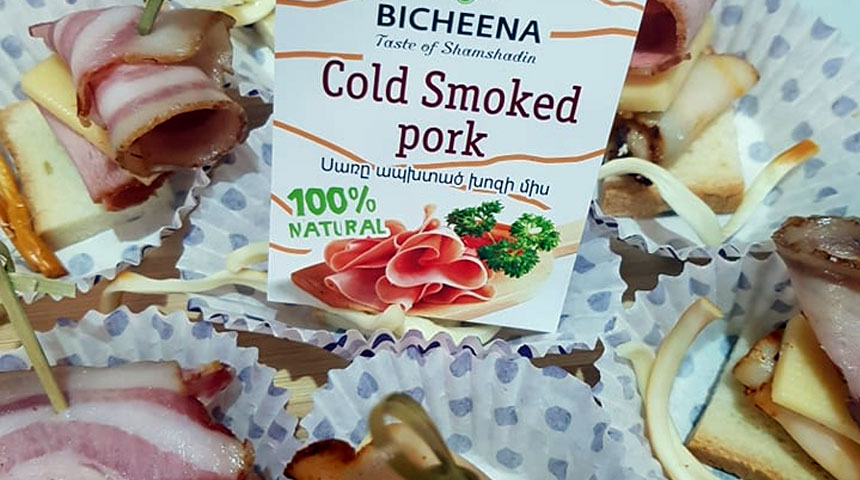 BICHEENA
Taste of Shamshadin
Cold Smoked
pork
Սառը ապխտած խոզի միս
100%
NATURAL